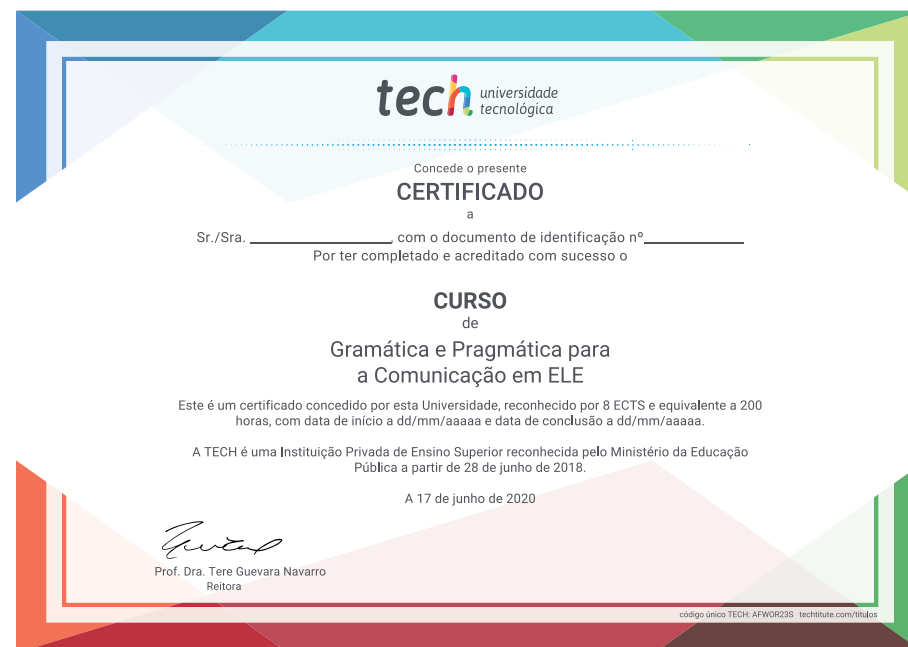 tech universidade
tecnológica
Concede o presente
CERTIFICADO
a
Sr./Sra. ____________________, com o documento de identificação nº______________
Por ter completado e acreditado com sucesso o
CURSO
de
Gramática e Pragmática para
a Comunicação em ELE
Este é um certificado concedido por esta Universidade, reconhecido por 8 ECTS e equivalente a 200
horas, com data de início a dd/mm/aaaaa e data de conclusão a dd/mm/aaaaa.
A TECH é uma Instituição Privada de Ensino Superior reconhecida pelo Ministério da Educação
Pública a partir de 28 de junho de 2018.
A 17 de junho de 2020
Prof. Dra. Tere Guevara Navarro
Reitora
código único TECH: AFWOR23S techtitute.com/titulos